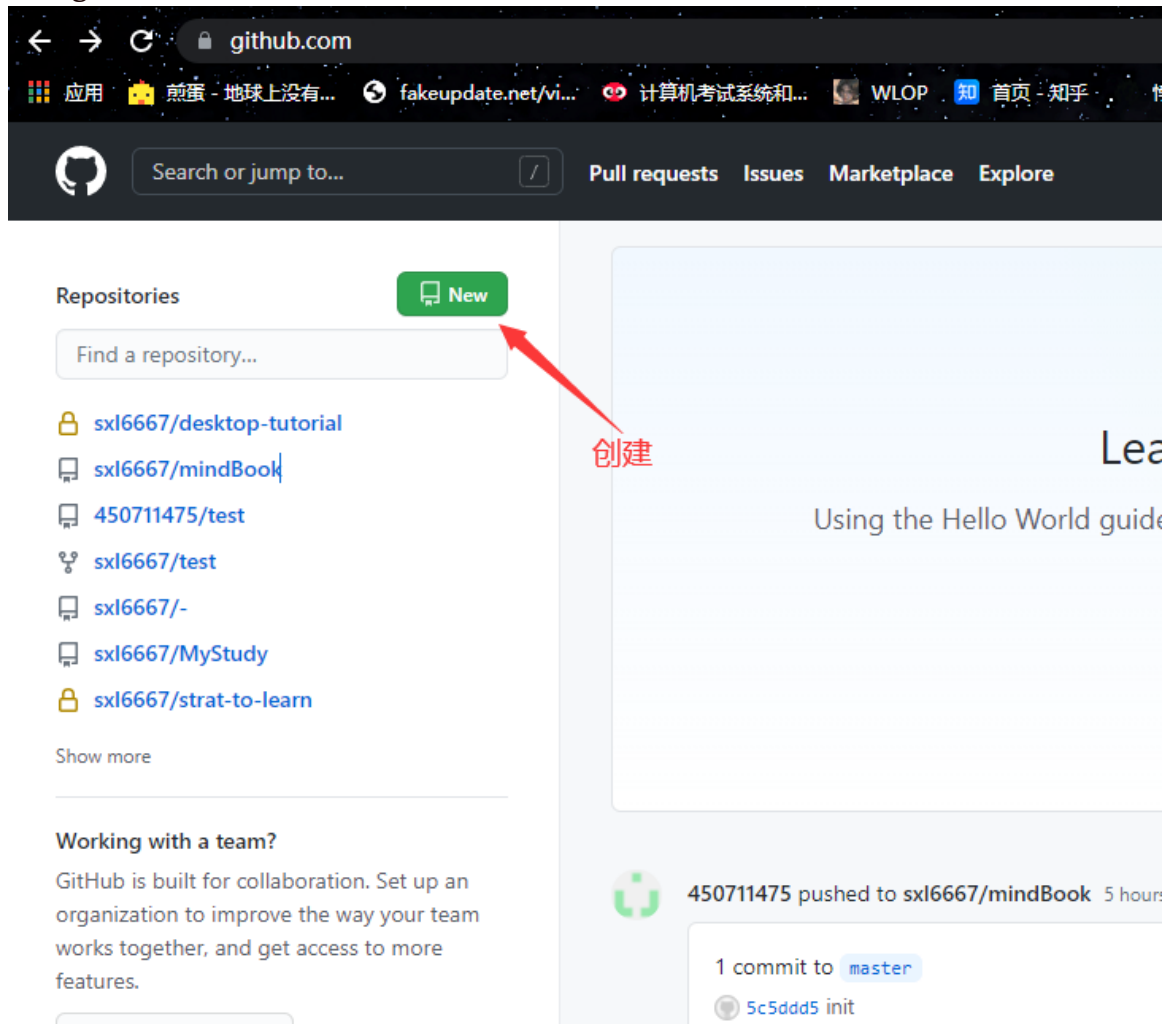 github.com
应用 煎蛋 - 地球上没有... fakeupdate.net/vi... 计算机考试系统和... WLOP 知 首页 - 知乎
Search or jump to... / Pull requests Issues Marketplace Explore
Repositories New
Find a repository...
创建
sxl6667/desktop-tutorial
sxl6667/mindBook
450711475/test
sxl6667/test
sxl6667/-
sxl6667/MyStudy
sxl6667/strat-to-learn
Show more
Lea
Using the Hello World guide
Working with a team?
GitHub is built for collaboration. Set up an
organization to improve the way your team
works together, and get access to more
features.
450711475 pushed to sxl6667/mindBook 5 hours
1 commit to master
5c5ddd5 init